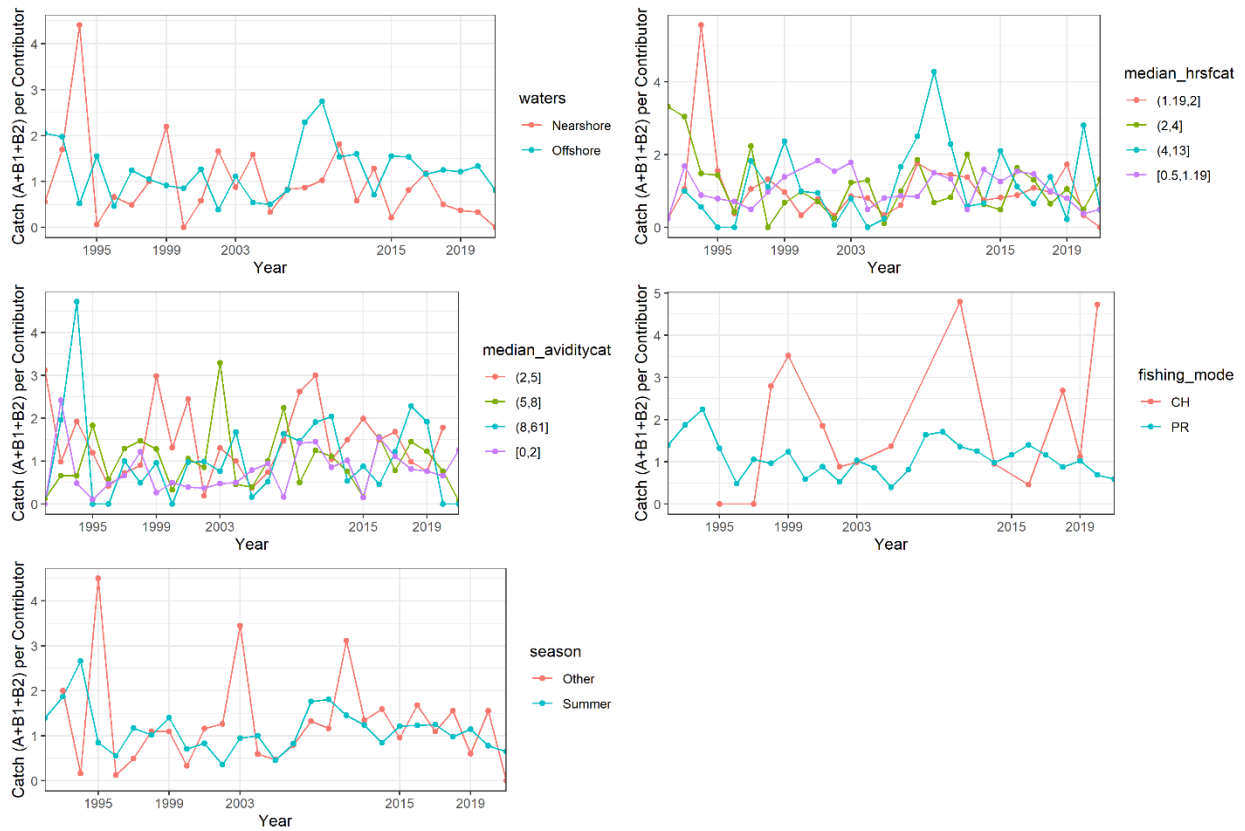 Catch (A+B1+B2) per Contributor
4
3
2
1
0
1995
1999
2003
2015
2019
Year
waters
Nearshore
Offshore
Catch (A+B1+B2) per Contributor
4
2
0
1995
1999
2003
2015
2019
Year
median_hrsfcat
(1.19,2]
(2,4]
(4,13]
[0.5,1.19]
Catch (A+B1+B2) per Contributor
4
3
2
1
0
1995
1999
2003
2015
2019
Year
median_aviditycat
(2,5]
(5,8]
(8,61]
[0,2]
Catch (A+B1+B2) per Contributor
5
4
3
2
1
0
1995
1999
2003
2015
2019
Year
fishing_mode
CH
PR
Catch (A+B1+B2) per Contributor
4
3
2
1
0
1995
1999
2003
2015
2019
Year
season
Other
Summer